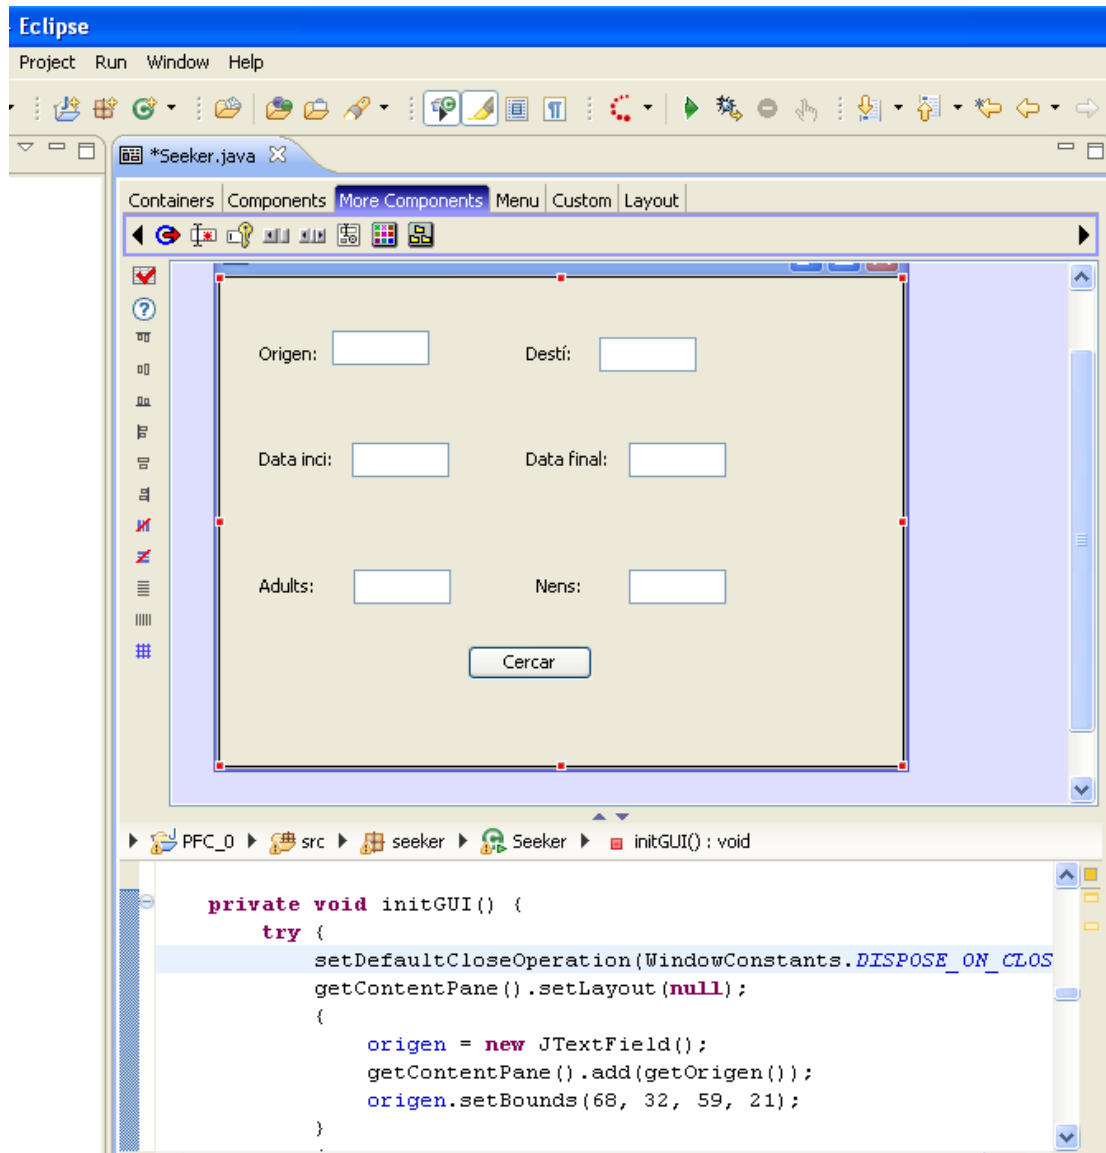 - Eclipse
Project Run Window Help
*Seeker.java
Containers Components More Components Menu Custom Layout
Origen: Destí:
Data inci: Data final:
Adults: Nens:
Cercar
PFC_0 src seeker Seeker initGUI() : void
private void initGUI() {
try {
setDefaultCloseOperation(WindowConstants.DISPOSE_ON_CLOS
getContentPane().setLayout(null);
{
origen = new JTextField();
getContentPane().add(getOrigen());
origen.setBounds(68, 32, 59, 21);
}